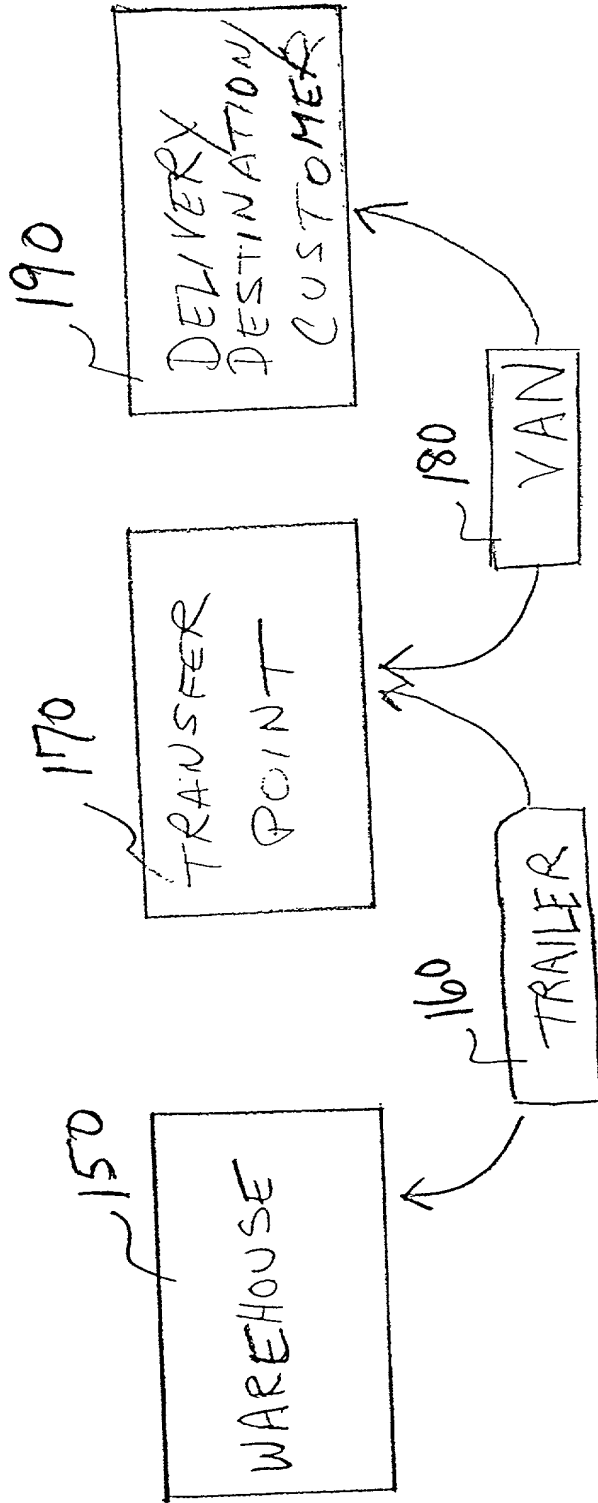 150
WAREHOUSE
160
TRAILER
170
TRANSFER
POINT
180
VAN
190
DELIVERY
DESTINATION/
CUSTOMER